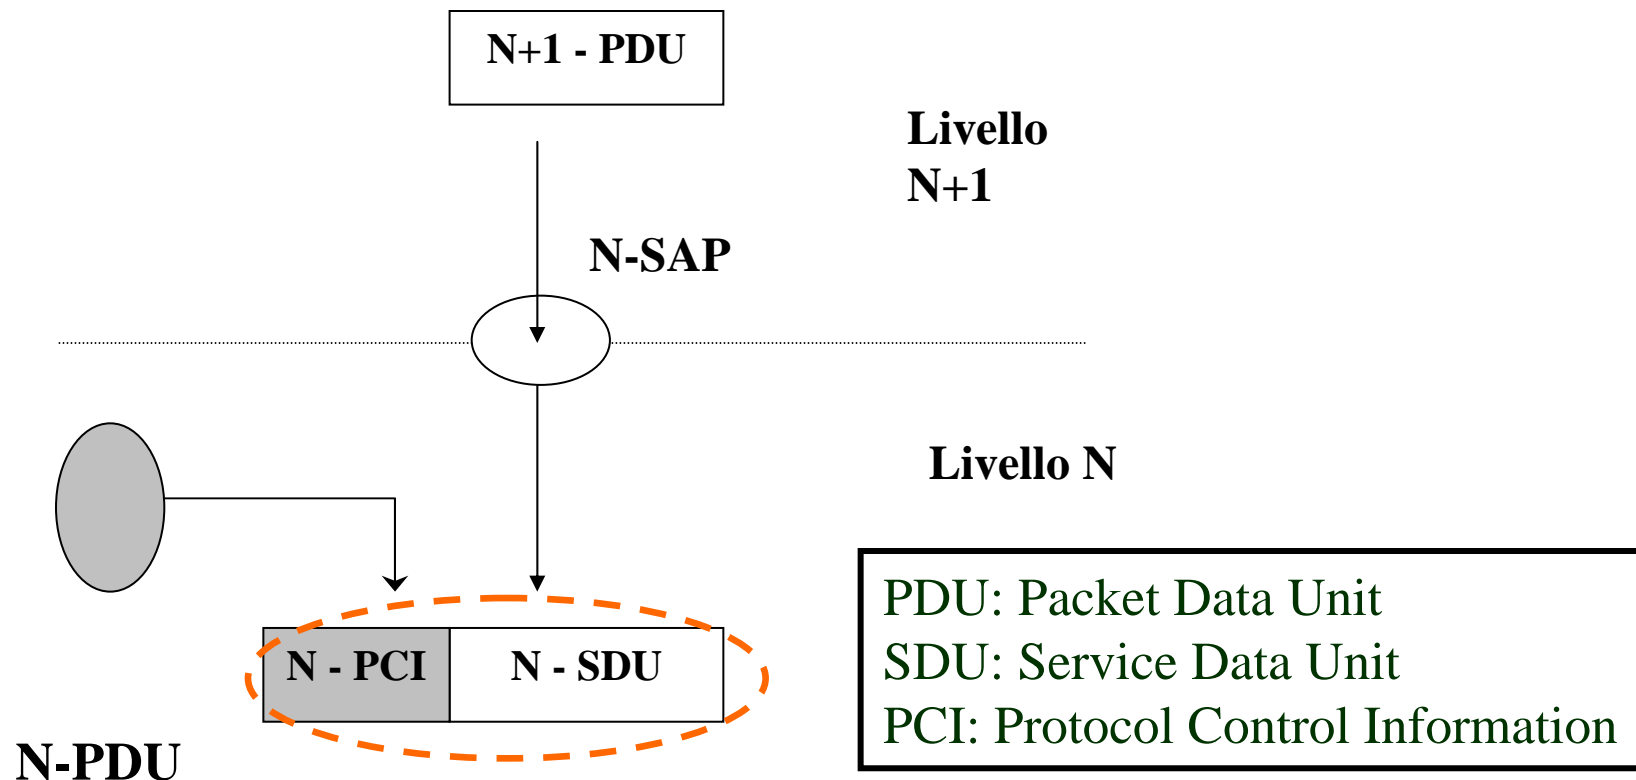 N+1 - PDU
Livello
N+1
N-SAP
Livello N
PDU: Packet Data Unit
SDU: Service Data Unit
PCI: Protocol Control Information
N - PCI
N - SDU
N-PDU